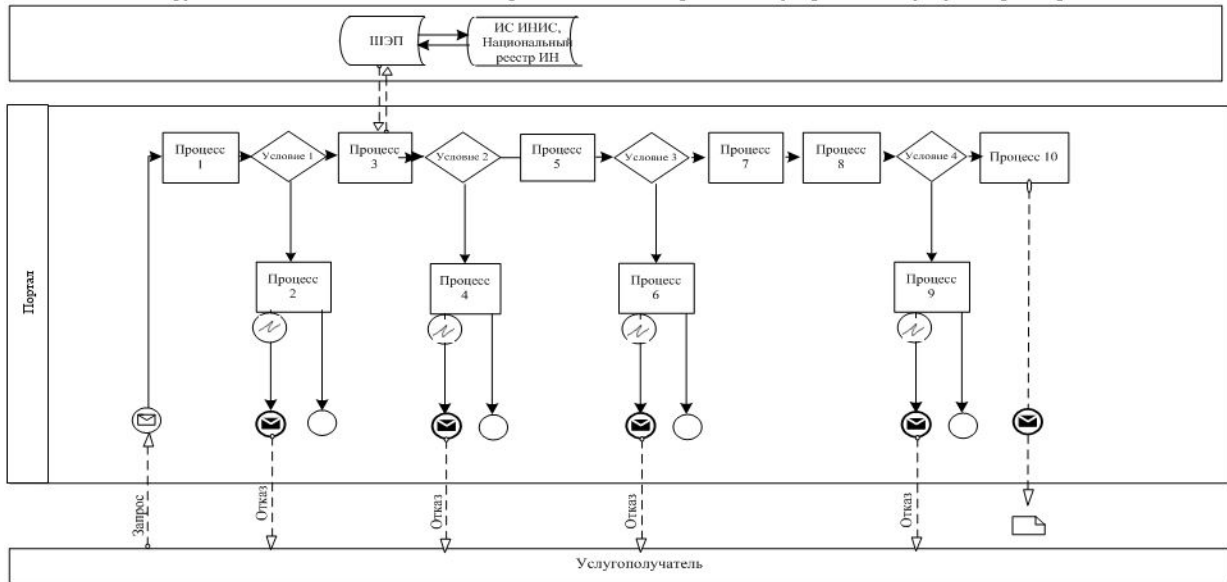 ШЭП
ИС ИНИС,
Национальный
реестр ИН
Портал
Процесс
1
Условие 1
Процесс
3
Условие 2
Процесс
5
Условие 3
Процесс
7
Процесс
8
Условие 4
Процесс 10
Процесс
2
Процесс
4
Процесс
6
Процесс
9
Запрос
Отказ
Отказ
Отказ
Отказ
Услугополучатель